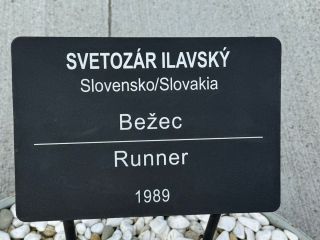 SVETOZÁR ILAVSKÝ
Slovensko/Slovakia
Bežec
Runner
1989